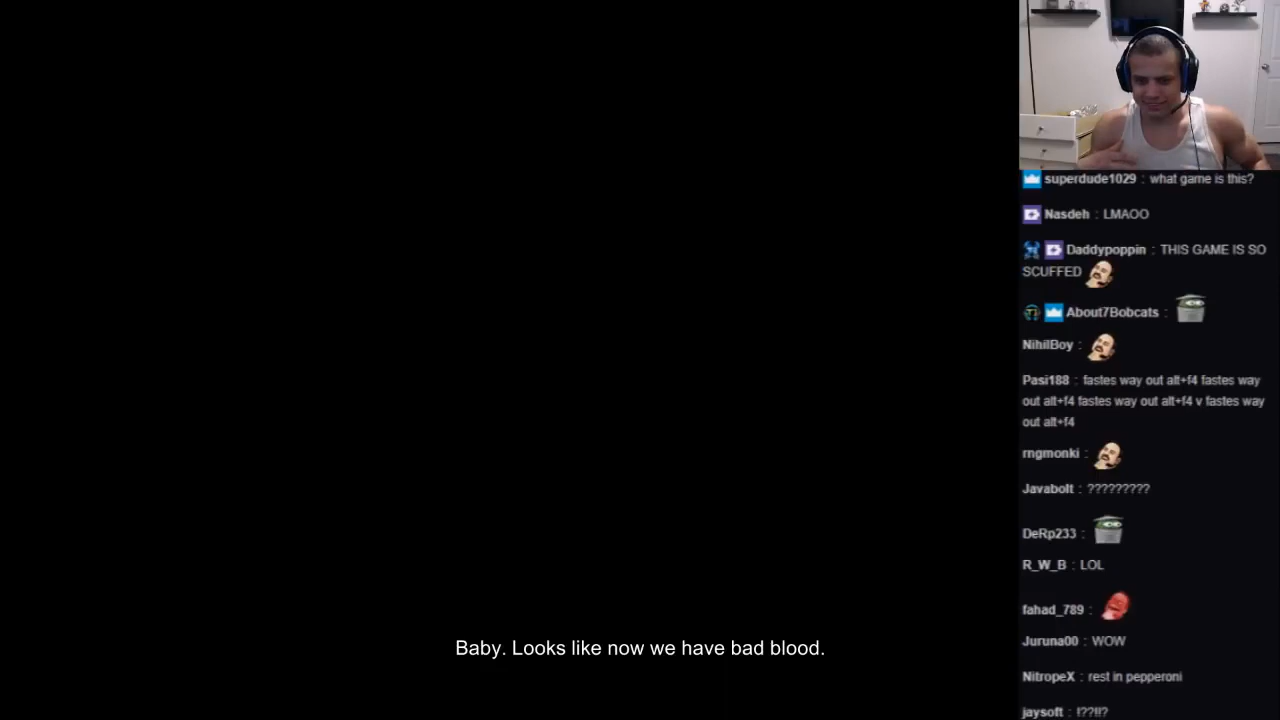 superdude1029 : what game is this?
Nasdeh : LMAOO
Daddypoppin : THIS GAME IS SO
SCUFFED
About7Bobcats :
NihilBoy :
Pasi188 : fastes way out alt+f4 fastes way
out alt+f4 fastes way out alt+f4 v fastes way
out alt+f4
rngmonki :
Javabolt : ?????????
DeRp233 :
R_W_B : LOL
fahad_789 :
Juruna00 : WOW
NitropeX : rest in pepperoni
jaysoft : !??!!?
Baby. Looks like now we have bad blood.